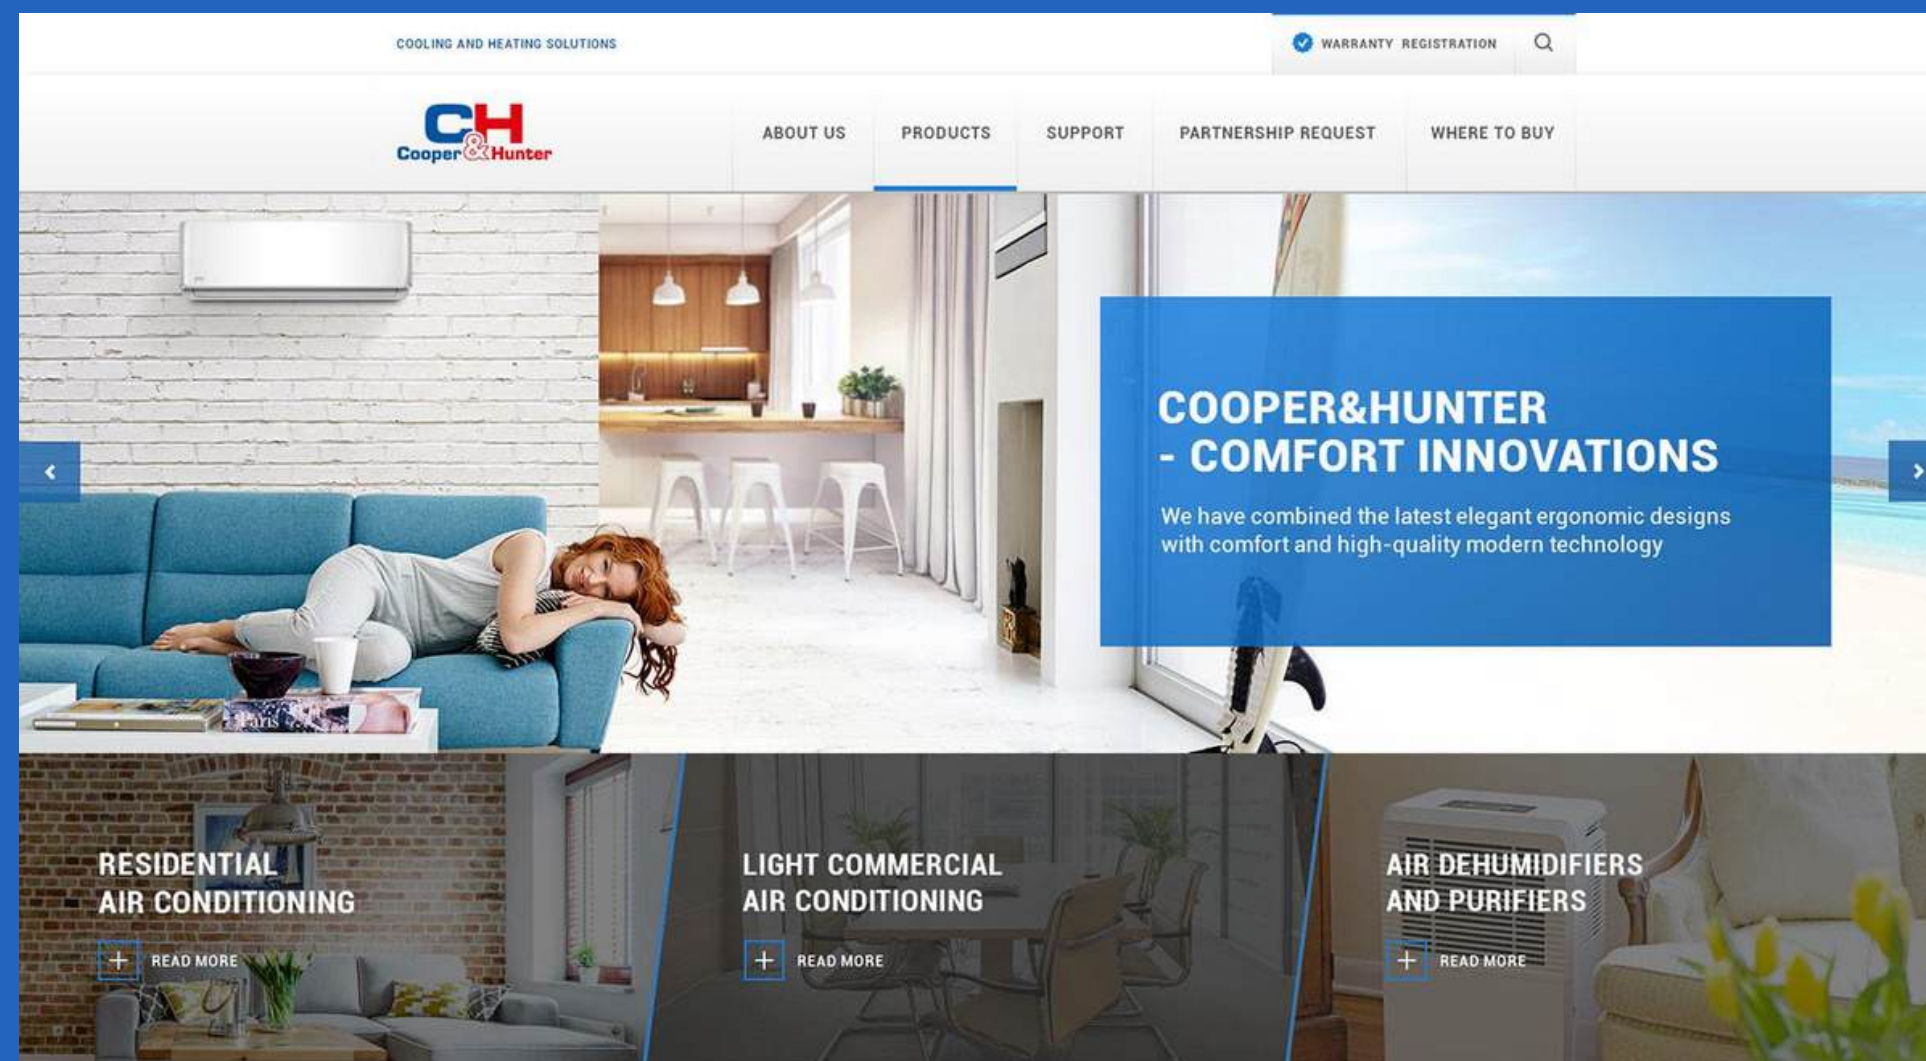 COOLING AND HEATING SOLUTIONS
WARRANTY REGISTRATION
CH
Cooper&Hunter
ABOUT US
PRODUCTS
SUPPORT
PARTNERSHIP REQUEST
WHERE TO BUY
COOPER&HUNTER
- COMFORT INNOVATIONS
We have combined the latest elegant ergonomic designs
with comfort and high-quality modern technology
Paris
RESIDENTIAL
AIR CONDITIONING
READ MORE
LIGHT COMMERCIAL
AIR CONDITIONING
READ MORE
AIR DEHUMIDIFIERS
AND PURIFIERS
READ MORE